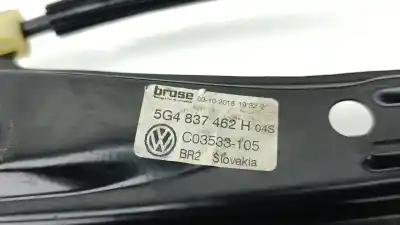 brose 03-10-2016 19:52:2
5G4 837 462 H 04S
C03533-105
BR2 Slovakia